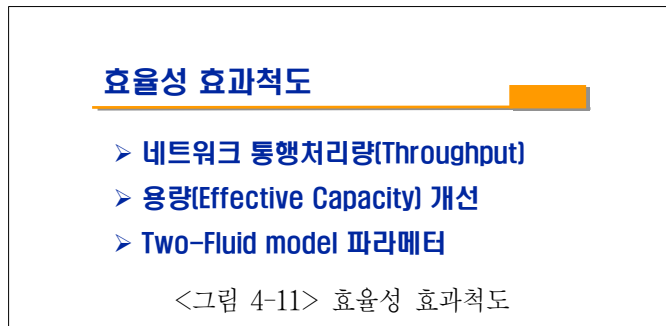 효율성 효과척도
➢ 네트워크 통행처리량(Throughput)
➢ 용량(Effective Capacity) 개선
➢ Two-Fluid model 파라메터
<그림 4-11> 효율성 효과척도